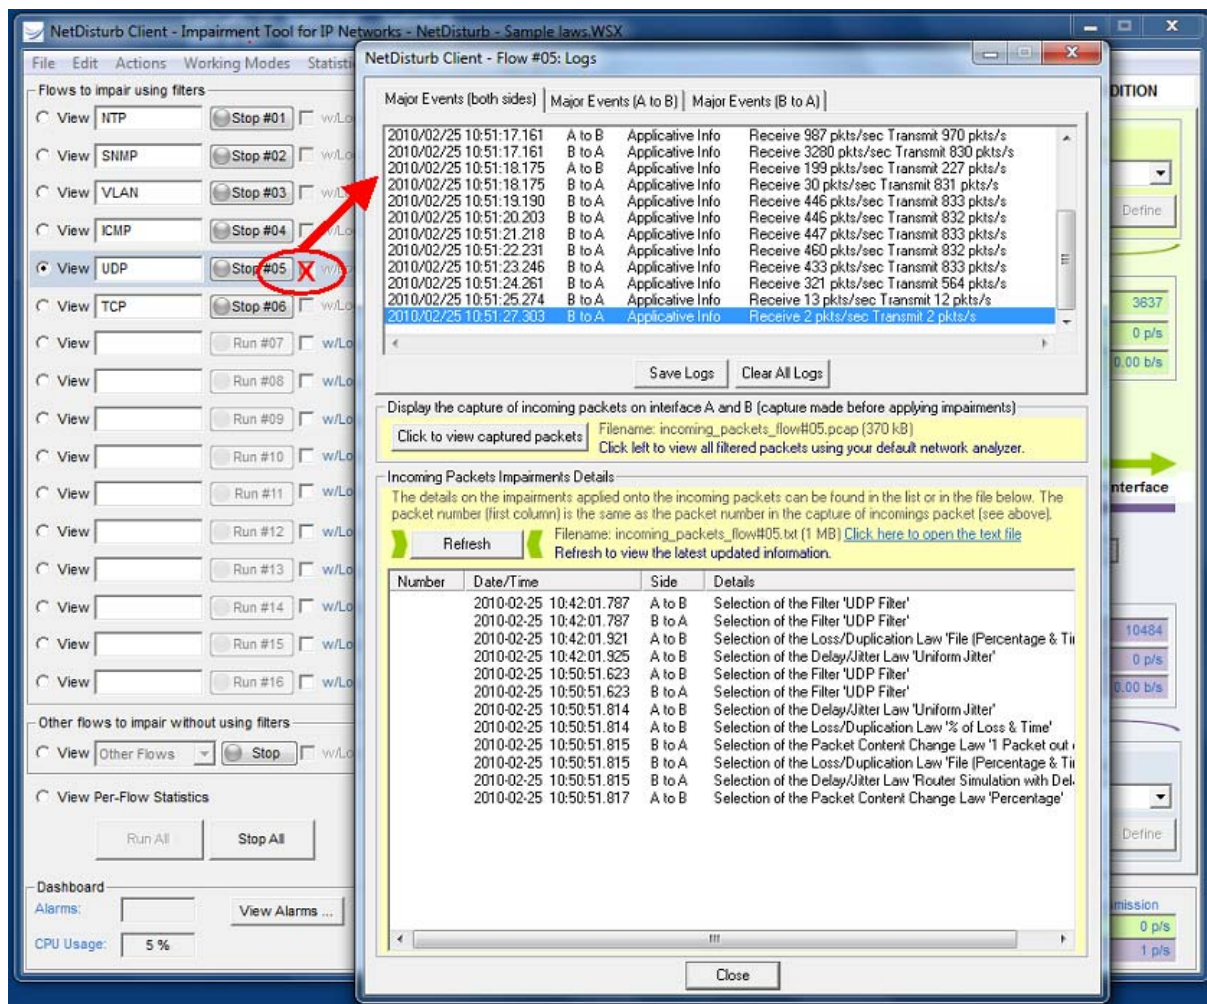 NetDisturb Client - Impairment Tool for IP Networks - NetDisturb - Sample laws.WSX
File Edit Actions Working Modes Statisti
Flows to impair using filters
View NTP Stop #01 w/Lo
View SNMP Stop #02 w/Lo
View VLAN Stop #03 w/Lo
View ICMP Stop #04 w/Lo
View UDP Stop #05 X w/Lo
View TCP Stop #06 w/Lo
View Run #07 w/Lo
View Run #08 w/Lo
View Run #09 w/Lo
View Run #10 w/Lo
View Run #11 w/Lo
View Run #12 w/Lo
View Run #13 w/Lo
View Run #14 w/Lo
View Run #15 w/Lo
View Run #16 w/Lo
Other flows to impair without using filters
View Other Flows Stop w/Lo
View Per-Flow Statistics
Run All Stop All
Dashboard
Alarms: View Alarms ...
CPU Usage: 5 %
NetDisturb Client - Flow #05: Logs
Major Events (both sides) Major Events (A to B) Major Events (B to A)
2010/02/25 10:51:17.161 A to B Applicative Info Receive 987 pkts/sec Transmit 970 pkts/s
2010/02/25 10:51:17.161 B to A Applicative Info Receive 3280 pkts/sec Transmit 830 pkts/s
2010/02/25 10:51:18.175 A to B Applicative Info Receive 199 pkts/sec Transmit 227 pkts/s
2010/02/25 10:51:18.175 B to A Applicative Info Receive 30 pkts/sec Transmit 831 pkts/s
2010/02/25 10:51:19.190 B to A Applicative Info Receive 446 pkts/sec Transmit 833 pkts/s
2010/02/25 10:51:20.203 B to A Applicative Info Receive 446 pkts/sec Transmit 832 pkts/s
2010/02/25 10:51:21.218 B to A Applicative Info Receive 447 pkts/sec Transmit 833 pkts/s
2010/02/25 10:51:22.231 B to A Applicative Info Receive 460 pkts/sec Transmit 832 pkts/s
2010/02/25 10:51:23.246 B to A Applicative Info Receive 433 pkts/sec Transmit 833 pkts/s
2010/02/25 10:51:24.261 B to A Applicative Info Receive 321 pkts/sec Transmit 564 pkts/s
2010/02/25 10:51:25.274 B to A Applicative Info Receive 13 pkts/sec Transmit 12 pkts/s
2010/02/25 10:51:27.303 B to A Applicative Info Receive 2 pkts/sec Transmit 2 pkts/s
Save Logs Clear All Logs
Display the capture of incoming packets on interface A and B (capture made before applying impairments)
Click to view captured packets
Filename: incoming_packets_flow#05.pcap (370 kB)
Click left to view all filtered packets using your default network analyzer.
Incoming Packets Impairments Details
The details on the impairments applied onto the incoming packets can be found in the list or in the file below. The
packet number (first column) is the same as the packet number in the capture of incomings packet (see above).
Refresh
Filename: incoming_packets_flow#05.txt (1 MB) Click here to open the text file
Refresh to view the latest updated information.
Number Date/Time Side Details
2010-02-25 10:42:01.787 A to B Selection of the Filter 'UDP Filter'
2010-02-25 10:42:01.787 B to A Selection of the Filter 'UDP Filter'
2010-02-25 10:42:01.921 A to B Selection of the Loss/Duplication Law 'File (Percentage & Ti
2010-02-25 10:42:01.925 A to B Selection of the Delay/Jitter Law 'Uniform Jitter'
2010-02-25 10:50:51.623 A to B Selection of the Filter 'UDP Filter'
2010-02-25 10:50:51.623 B to A Selection of the Filter 'UDP Filter'
2010-02-25 10:50:51.814 A to B Selection of the Delay/Jitter Law 'Uniform Jitter'
2010-02-25 10:50:51.814 A to B Selection of the Loss/Duplication Law '% of Loss & Time'
2010-02-25 10:50:51.815 B to A Selection of the Packet Content Change Law '1 Packet out
2010-02-25 10:50:51.815 B to A Selection of the Loss/Duplication Law 'File (Percentage & Ti
2010-02-25 10:50:51.815 B to A Selection of the Delay/Jitter Law 'Router Simulation with Del
2010-02-25 10:50:51.817 A to B Selection of the Packet Content Change Law 'Percentage'
Close
DITION
Define
3637
0 p/s
0.00 b/s
nterface
10484
0 p/s
0.00 b/s
Define
mission
0 p/s
1 p/s